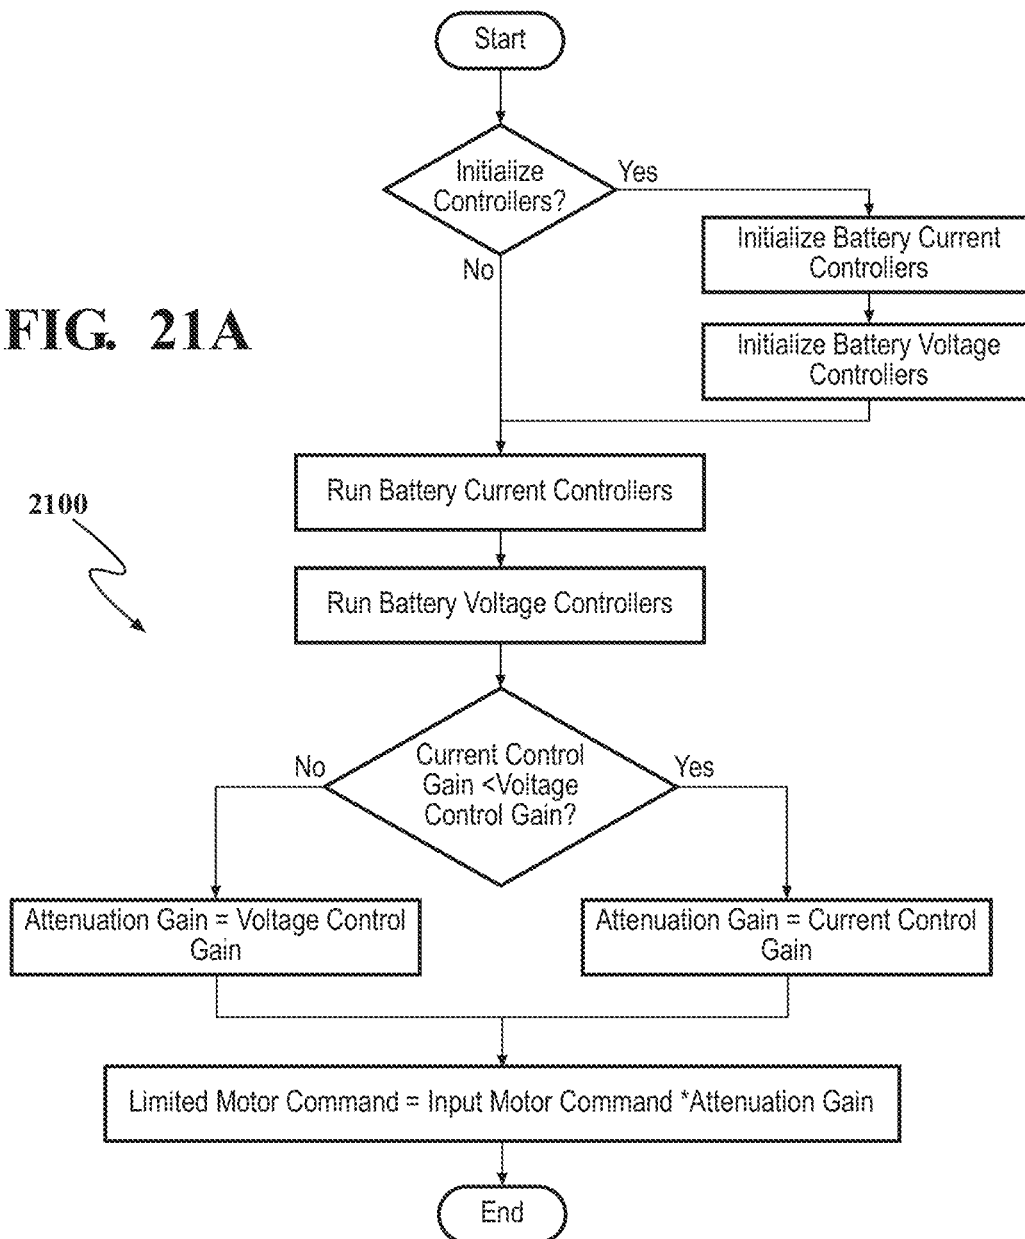 Start
Initialize
Controllers?
Yes
No
Initialize Battery Current
Controllers
Initialize Battery Voltage
Controllers
FIG. 21A
Run Battery Current Controllers
2100
Run Battery Voltage Controllers
Current Control
Gain <Voltage
Control Gain?
No
Yes
Attenuation Gain = Voltage Control
Gain
Attenuation Gain = Current Control
Gain
Limited Motor Command = Input Motor Command *Attenuation Gain
End